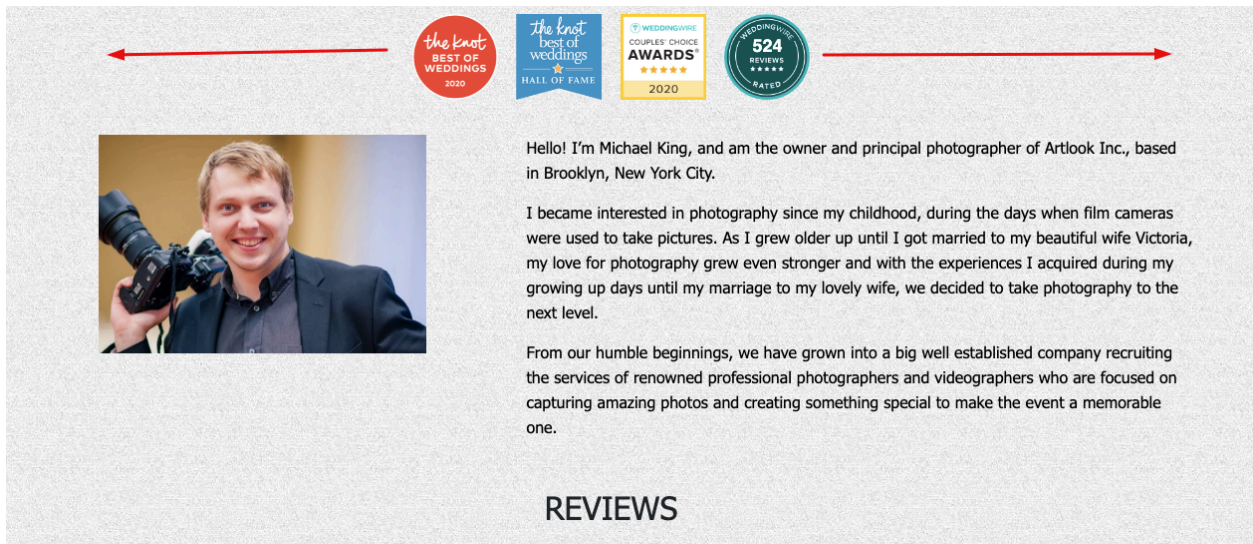 the knot
BEST OF
WEDDINGS
2020
the knot
best of
weddings
HALL OF FAME
WEDDINGWIRE
COUPLES' CHOICE
AWARDS®
2020
WEDDINGWIRE
524
REVIEWS
RATED
Hello! I’m Michael King, and am the owner and principal photographer of Artlook Inc., based
in Brooklyn, New York City.
I became interested in photography since my childhood, during the days when film cameras
were used to take pictures. As I grew older up until I got married to my beautiful wife Victoria,
my love for photography grew even stronger and with the experiences I acquired during my
growing up days until my marriage to my lovely wife, we decided to take photography to the
next level.
From our humble beginnings, we have grown into a big well established company recruiting
the services of renowned professional photographers and videographers who are focused on
capturing amazing photos and creating something special to make the event a memorable
one.
REVIEWS